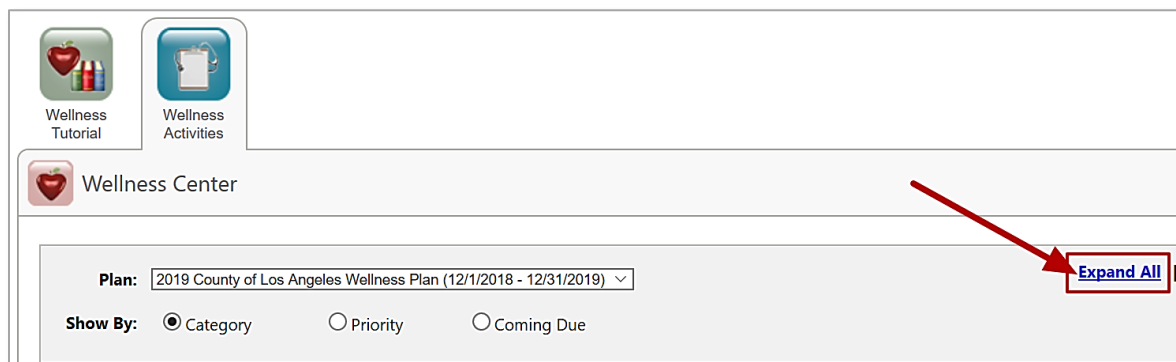 Wellness
Tutorial
Wellness
Activities
Wellness Center
Plan: 2019 County of Los Angeles Wellness Plan (12/1/2018 - 12/31/2019)
Expand All
Show By: Category Priority Coming Due